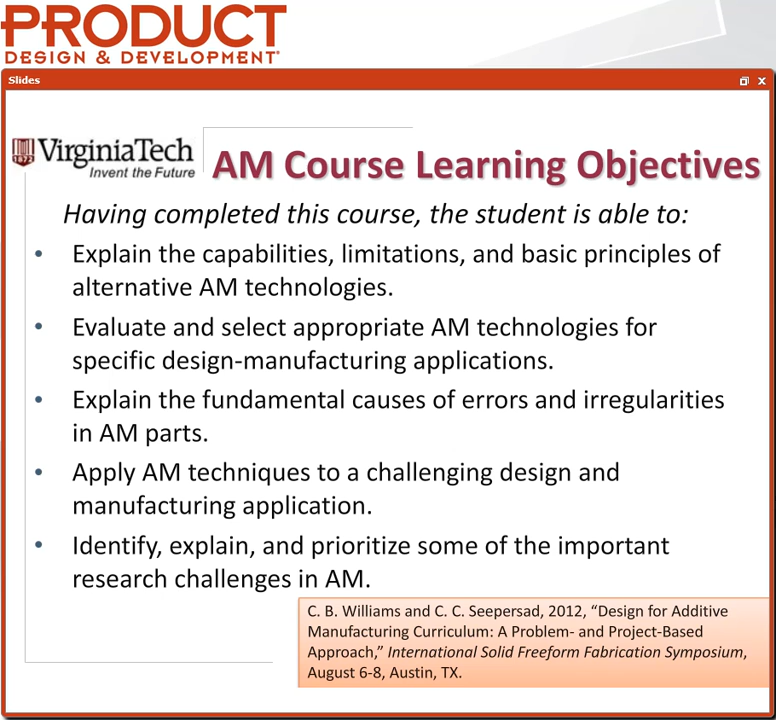 PRODUCT
DESIGN & DEVELOPMENT
Slides
VirginiaTech
1872
Invent the Future
AM Course Learning Objectives
Having completed this course, the student is able to:
• Explain the capabilities, limitations, and basic principles of
alternative AM technologies.
• Evaluate and select appropriate AM technologies for
specific design-manufacturing applications.
• Explain the fundamental causes of errors and irregularities
in AM parts.
• Apply AM techniques to a challenging design and
manufacturing application.
• Identify, explain, and prioritize some of the important
research challenges in AM.
C. B. Williams and C. C. Seepersad, 2012, “Design for Additive
Manufacturing Curriculum: A Problem- and Project-Based
Approach,” International Solid Freeform Fabrication Symposium,
August 6-8, Austin, TX.